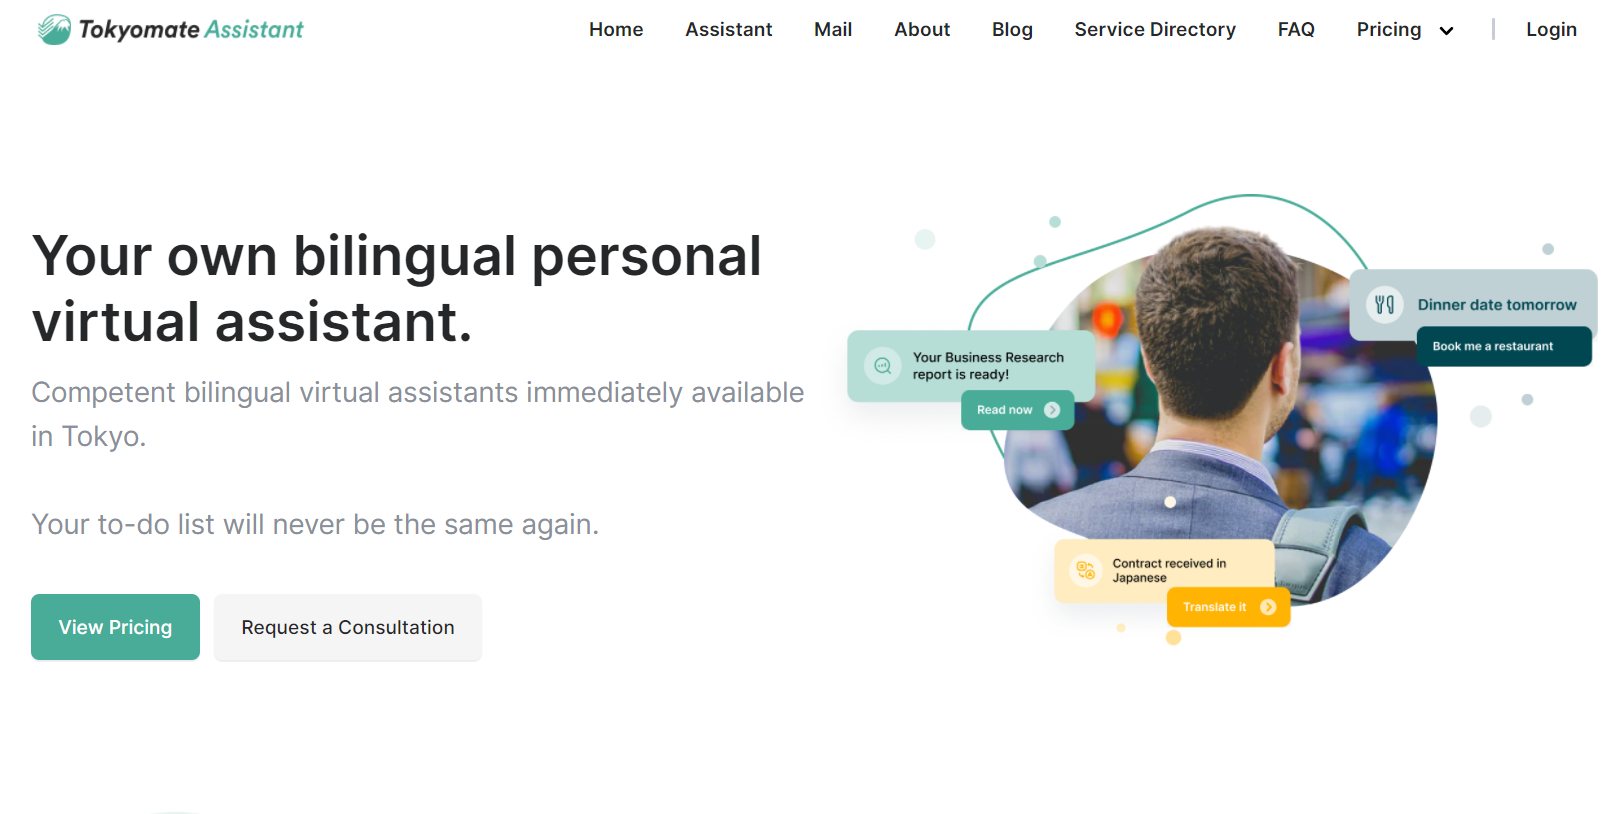 Tokyomate Assistant
Home Assistant Mail About Blog Service Directory FAQ Pricing Login
Your own bilingual personal
virtual assistant.
Competent bilingual virtual assistants immediately available
in Tokyo.
Your to-do list will never be the same again.
View Pricing
Request a Consultation
Dinner date tomorrow
Book me a restaurant
Your Business Research
report is ready!
Read now
Contract received in
Japanese
Translate it